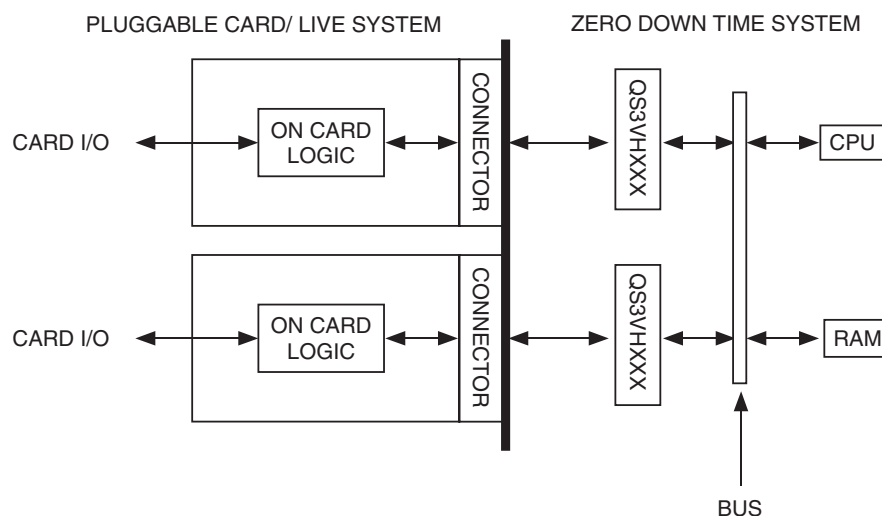 PLUGGABLE CARD/ LIVE SYSTEM
ZERO DOWN TIME SYSTEM
CARD I/O
ON CARD
LOGIC
CONNECTOR
QS3VHXXX
CPU
CARD I/O
ON CARD
LOGIC
CONNECTOR
QS3VHXXX
RAM
BUS